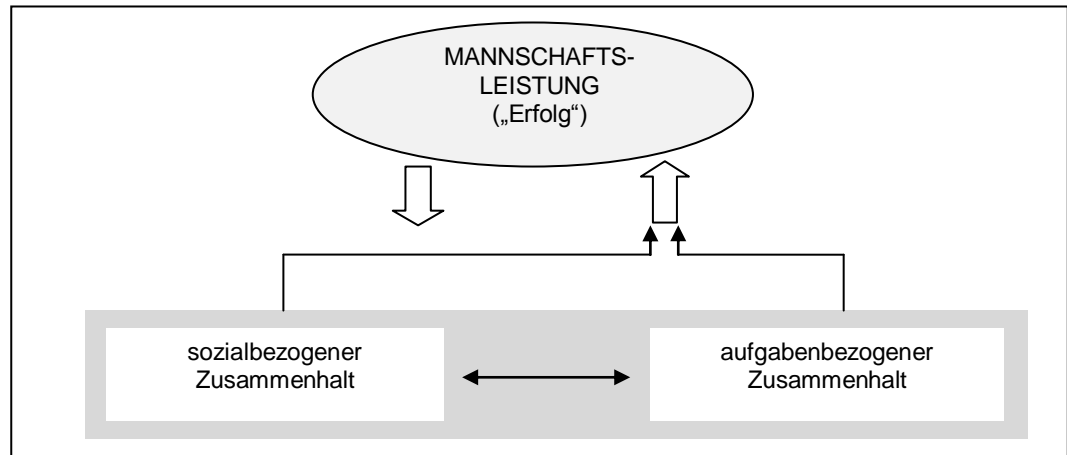 MANNSCHAFTS-
LEISTUNG
(„Erfolg“)
sozialbezogener
Zusammenhalt
aufgabenbezogener
Zusammenhalt